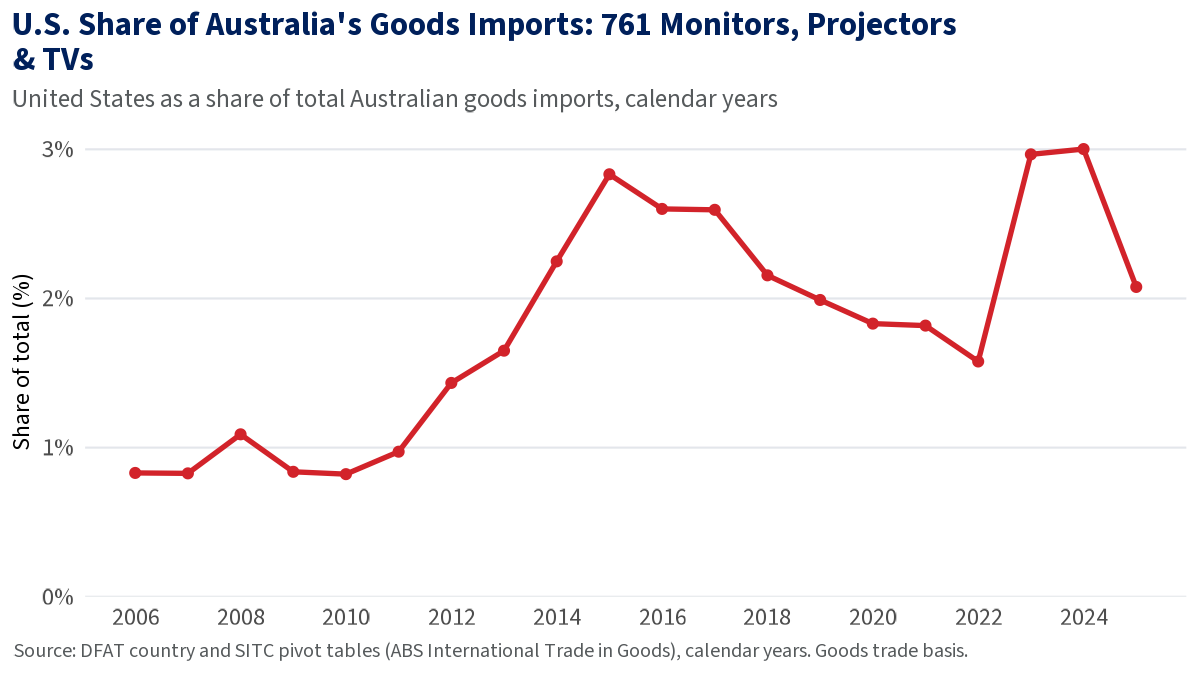 U.S. Share of Australia's Goods Imports: 761 Monitors, Projectors
& TVs
United States as a share of total Australian goods imports, calendar years
Share of total (%)
3%
2%
1%
0%
2006 2008 2010 2012 2014 2016 2018 2020 2022 2024
Source: DFAT country and SITC pivot tables (ABS International Trade in Goods), calendar years. Goods trade basis.